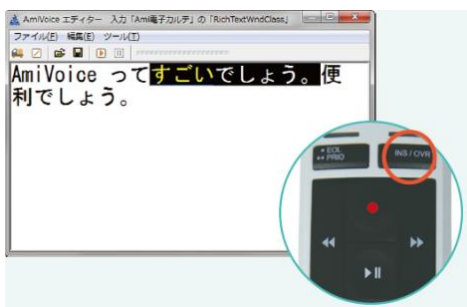 AmiVoice エディター 入力「Ami電子カルテ」の「RichTextWndClass」
ファイル(F) 編集(E) ツール(T)
AmiVoice ってすごいでしょう。便
利でしょう。
• EOL
•• PRIO
INS / OVR